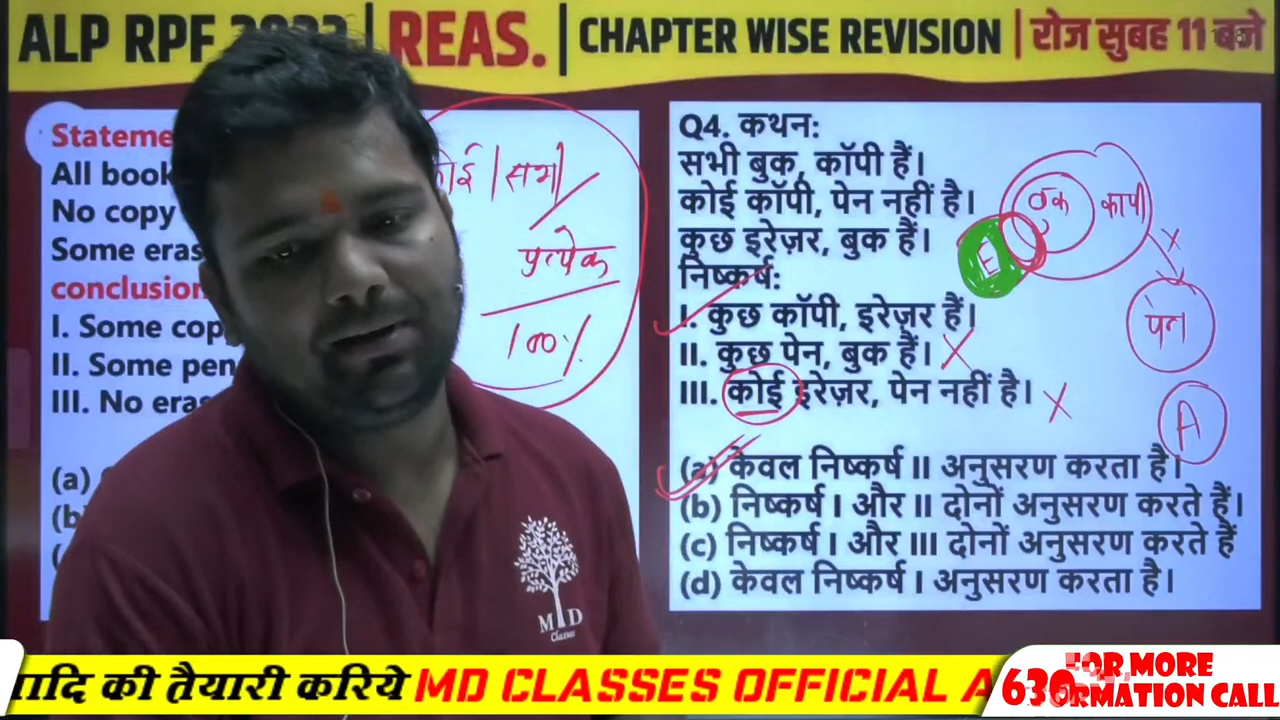 ALP RPF 2023 | REAS. | CHAPTER WISE REVISION | रोज सुबह 11 बजे
Stateme
All book
No copy
Some eras
conclusion
I. Some cop
II. Some pen
III. No eras
(a)
(b)
सभी
प्रत्येक
100%
Q4. कथन:
सभी बुक, कॉपी हैं।
कोई कॉपी, पेन नहीं है।
कुछ इरेज़र, बुक हैं।
निष्कर्ष:
I. कुछ कॉपी, इरेज़र हैं।
II. कुछ पेन, बुक हैं।
III. कोई इरेज़र, पेन नहीं है।
(a) केवल निष्कर्ष II अनुसरण करता है।
(b) निष्कर्ष I और II दोनों अनुसरण करते हैं।
(c) निष्कर्ष I और III दोनों अनुसरण करते हैं
(d) केवल निष्कर्ष I अनुसरण करता है।
बुक
कापी
E
पेन
A
MD
Classes
ादि की तैयारी करिये MD CLASSES OFFICIAL A
630
FOR MORE
ORMATION CALL